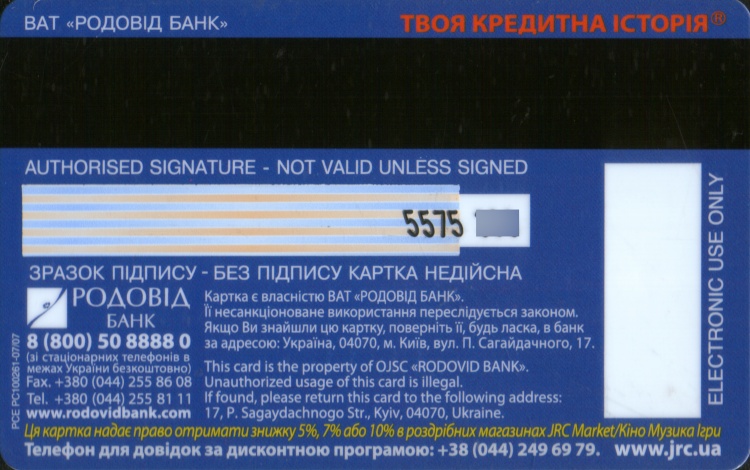 ВАТ «РОДОВІД БАНК»
ТВОЯ КРЕДИТНА ІСТОРІЯ®
AUTHORISED SIGNATURE - NOT VALID UNLESS SIGNED
5575
ЗРАЗОК ПІДПИСУ - БЕЗ ПІДПИСУ КАРТКА НЕДІЙСНА
ELECTRONIC USE ONLY
РОДОВІД
БАНК
8 (800) 50 8888 0
(зі стаціонарних телефонів в
межах України безкоштовно)
Fax. +380 (044) 255 86 08
Tel. +380 (044) 255 81 11
www.rodovidbank.com
PCE PC100261-07/07
Картка є власністю ВАТ «РОДОВІД БАНК».
Її несанкціоноване використання переслідується законом.
Якщо Ви знайшли цю картку, поверніть її, будь ласка, в банк
за адресою: Україна, 04070, м. Київ, вул. П. Сагайдачного, 17.
This card is the property of OJSC «RODOVID BANK».
Unauthorized usage of this card is illegal.
If found, please return this card to the following address:
17, P. Sagaydachnogo Str., Kyiv, 04070, Ukraine.
Ця картка надає право отримати знижку 5%, 7% або 10% в роздрібних магазинах JRC Market/Кіно Музика Ігри
Телефон для довідок за дисконтною програмою: +38 (044) 249 69 79. www.jrc.ua